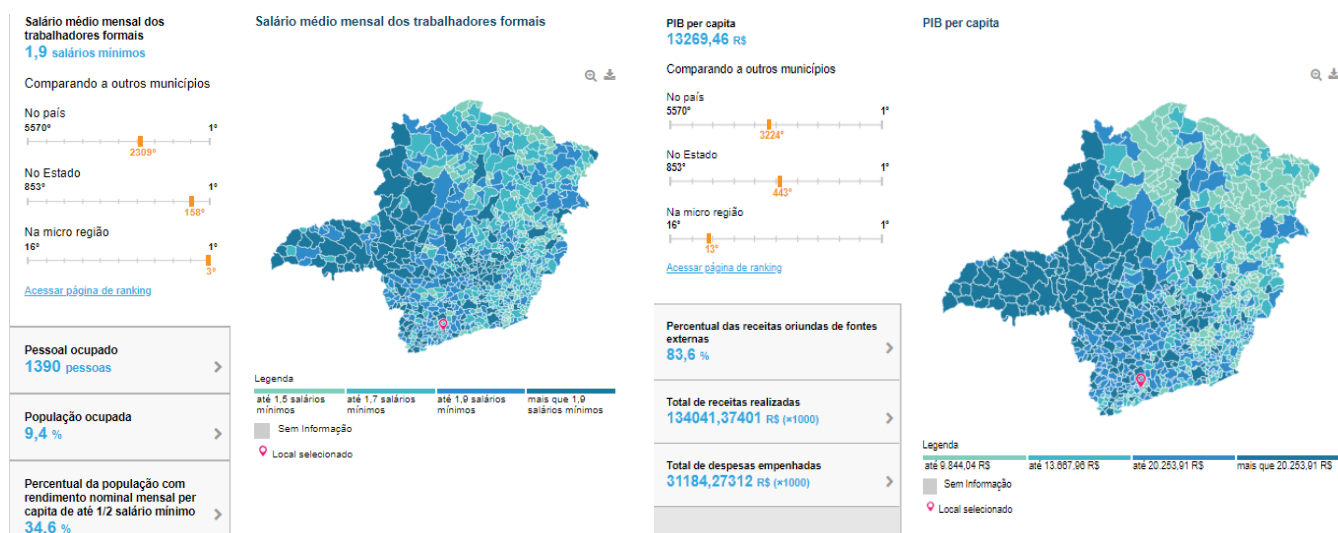 Salário médio mensal dos
trabalhadores formais
1,9 salários mínimos
Comparando a outros municípios
No país
5570° 1°
2309°
No Estado
853° 1°
158°
Na micro região
16° 1°
3°
Acessar página de ranking
Pessoal ocupado
1390 pessoas
População ocupada
9,4 %
Percentual da população com
rendimento nominal mensal per
capita de até 1/2 salário mínimo
34,6 %
Salário médio mensal dos trabalhadores formais
Legenda
até 1,5 salários
mínimos
até 1,7 salários
mínimos
até 1,9 salários
mínimos
mais que 1,9
salários mínimos
Sem Informação
Local selecionado
PIB per capita
13269,46 R$
Comparando a outros municípios
No país
5570° 1°
3224°
No Estado
853° 1°
443°
Na micro região
16° 1°
13°
Acessar página de ranking
Percentual das receitas oriundas de fontes
externas
83,6 %
Total de receitas realizadas
134041,37401 R$ (×1000)
Total de despesas empenhadas
31184,27312 R$ (×1000)
PIB per capita
Legenda
até 9.844,04 R$ até 13.667,96 R$ até 20.253,91 R$ mais que 20.253,91 R$
Sem Informação
Local selecionado